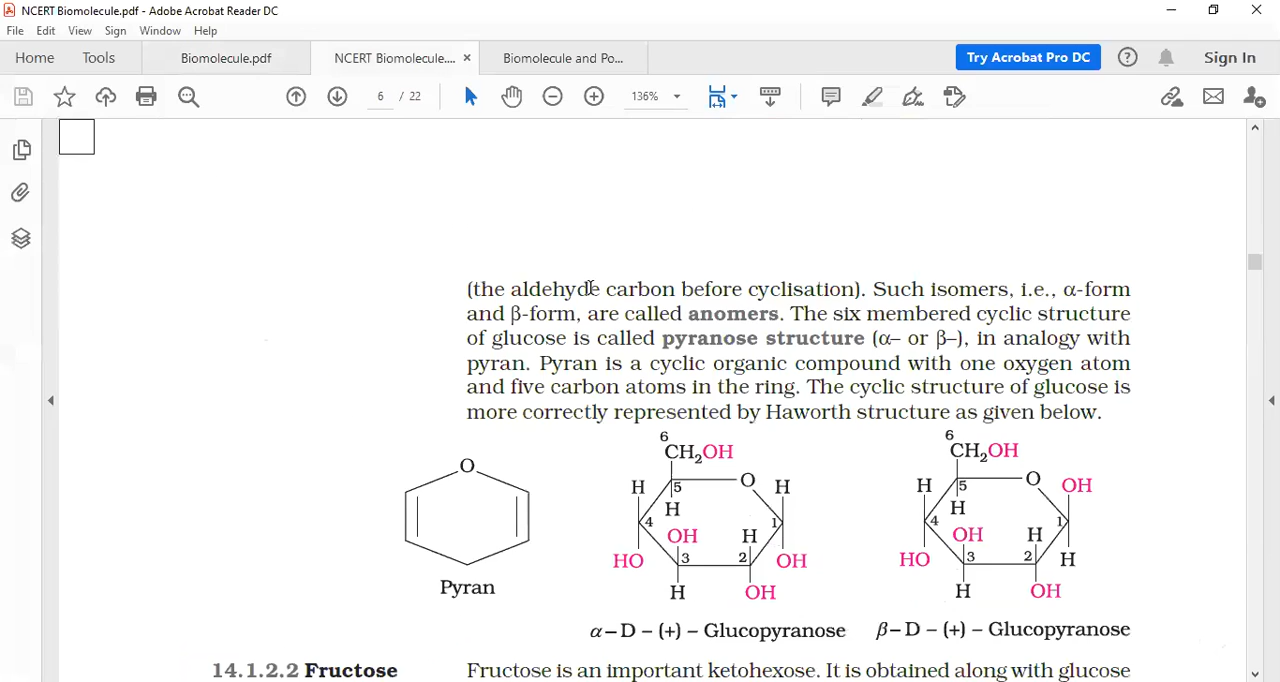 NCERT Biomolecule.pdf - Adobe Acrobat Reader DC
File Edit View Sign Window Help
Home Tools Biomolecule.pdf NCERT Biomolecule.... × Biomolecule and Po... Try Acrobat Pro DC Sign In
6 / 22 136%
(the aldehyde carbon before cyclisation). Such isomers, i.e., α-form
and β-form, are called anomers. The six membered cyclic structure
of glucose is called pyranose structure (α– or β–), in analogy with
pyran. Pyran is a cyclic organic compound with one oxygen atom
and five carbon atoms in the ring. The cyclic structure of glucose is
more correctly represented by Haworth structure as given below.
O
Pyran
6
CH₂OH
H 5 O H
H
4 OH H 1
HO 3 2 OH
H OH
α – D – (+) – Glucopyranose
6
CH₂OH
H 5 O OH
H
4 OH H 1
HO 3 2 H
H OH
β – D – (+) – Glucopyranose
14.1.2.2 Fructose Fructose is an important ketohexose. It is obtained along with glucose